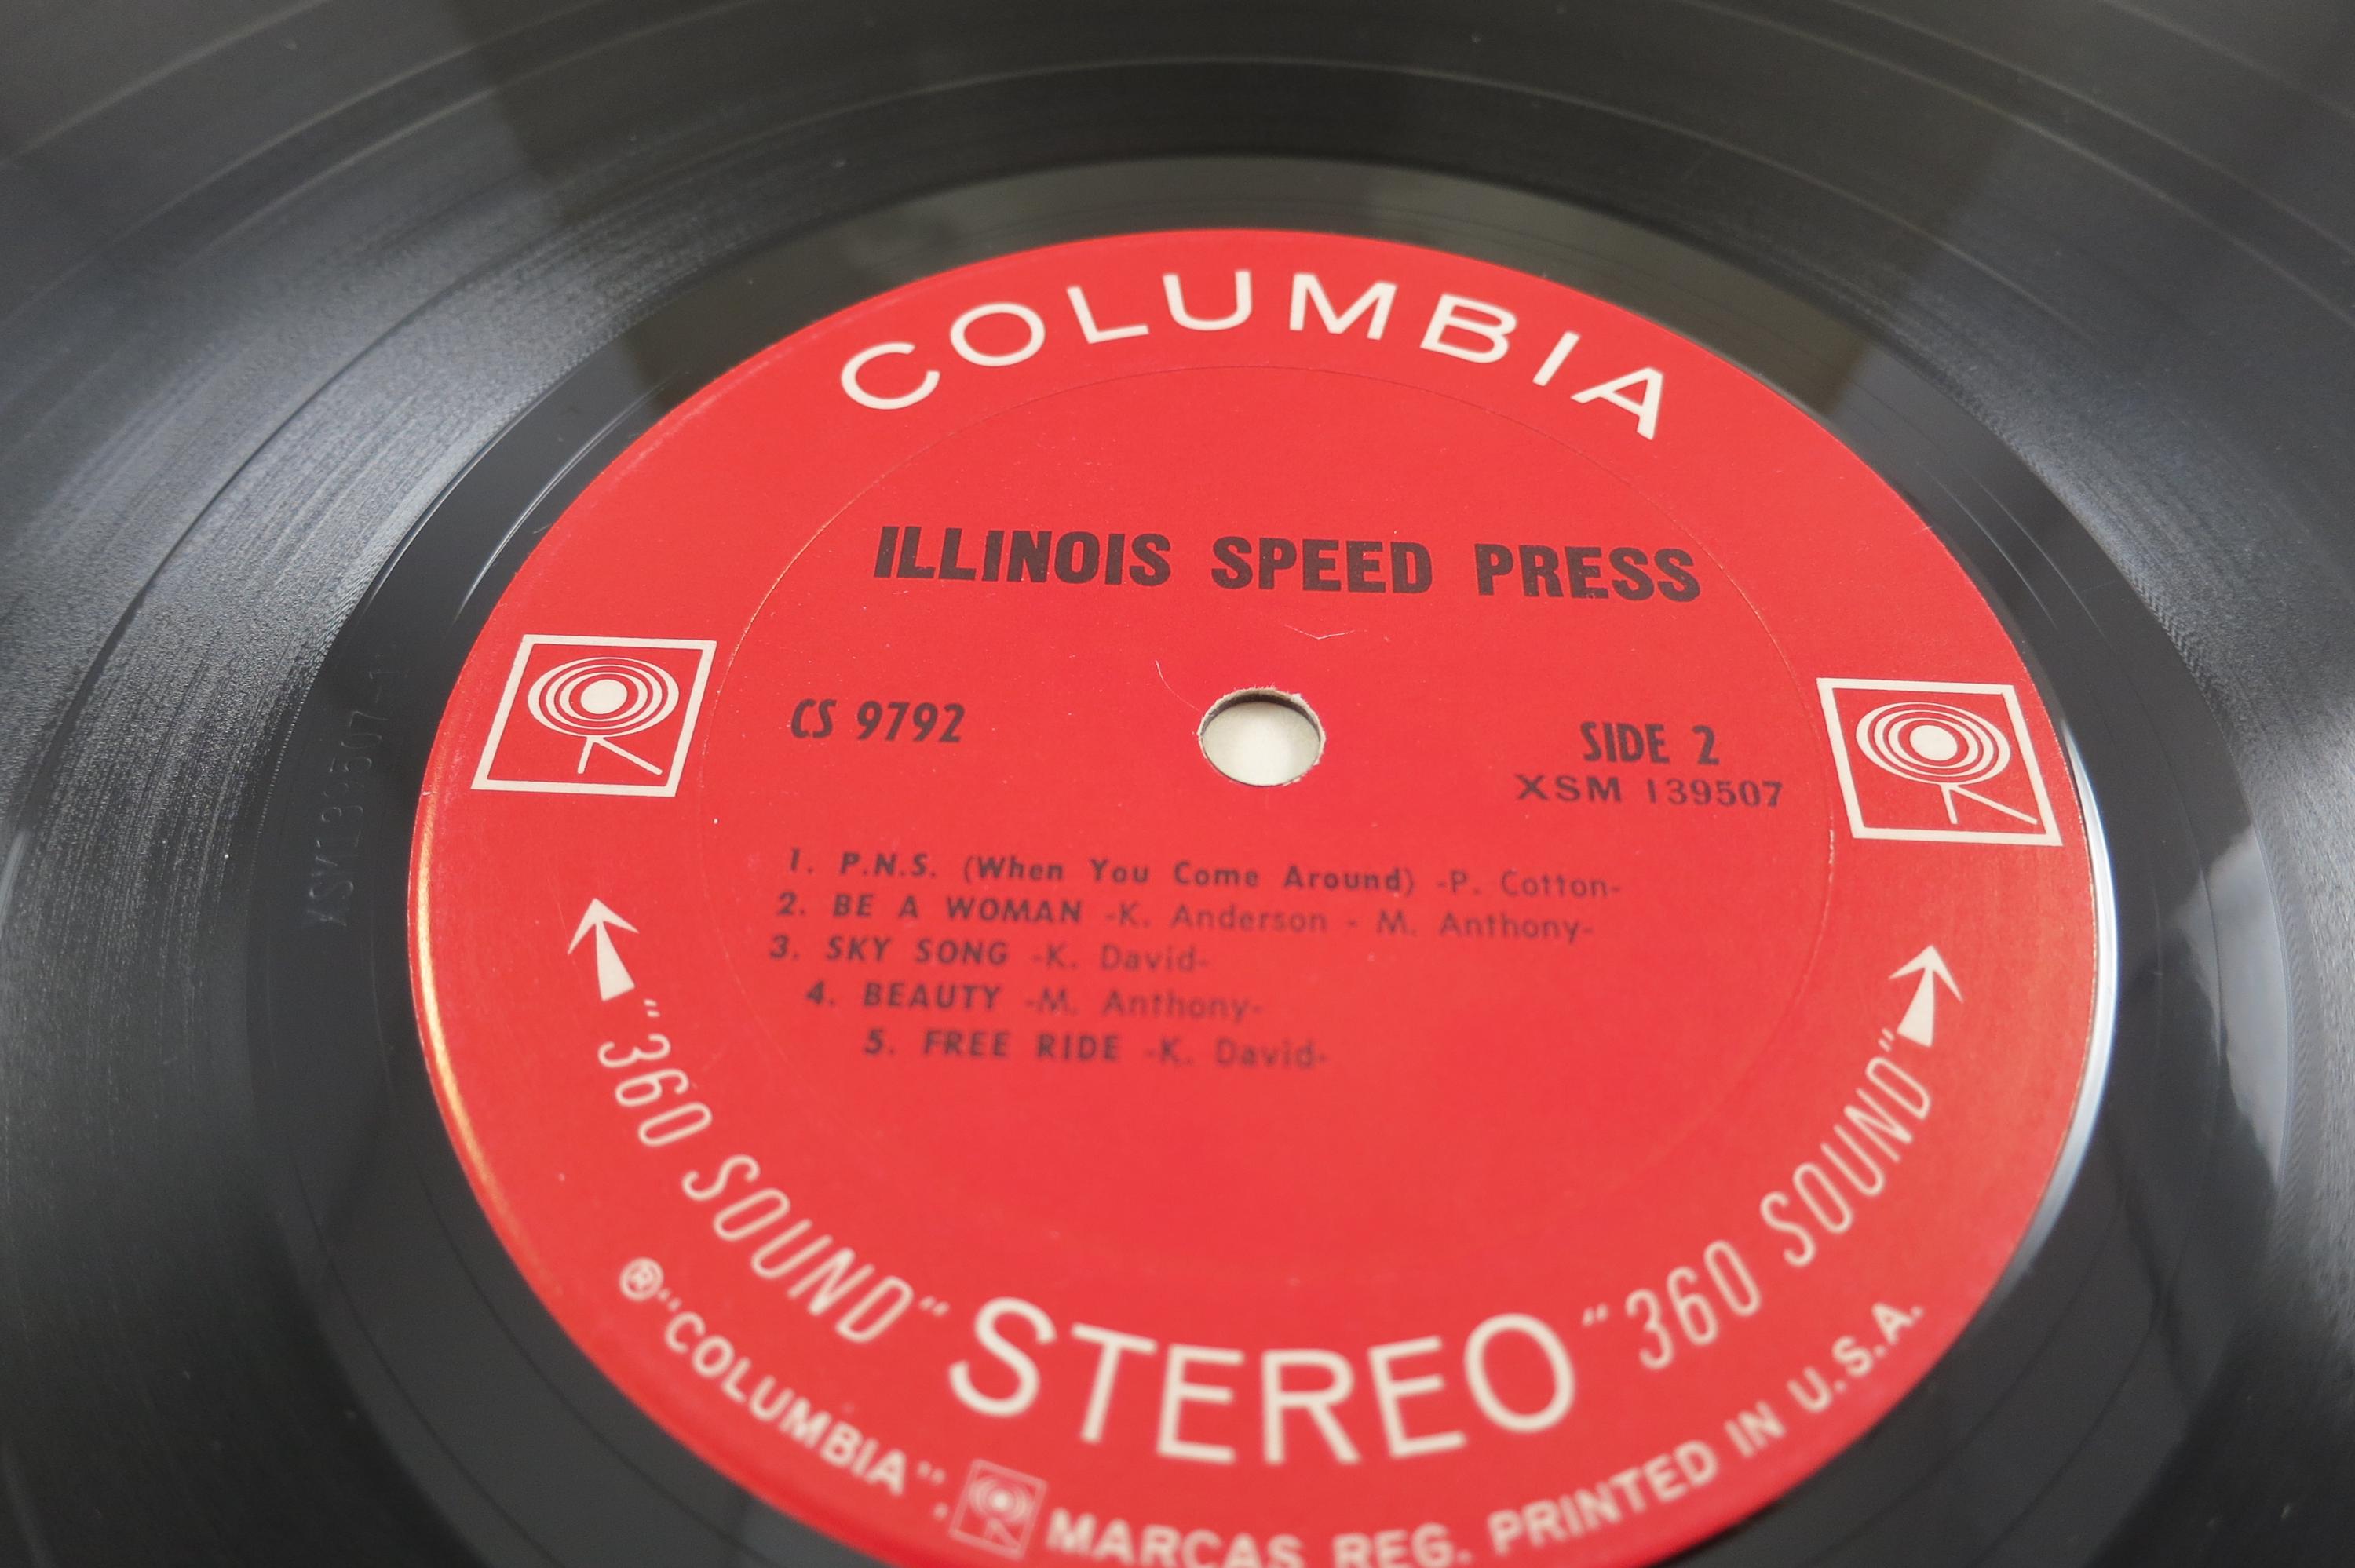 COLUMBIA
ILLINOIS SPEED PRESS
CS 9792
SIDE 2
XSM 139507
1. P.N.S. (When You Come Around) -P. Cotton-
2. BE A WOMAN -K. Anderson - M. Anthony-
3. SKY SONG -K. David-
4. BEAUTY -M. Anthony-
5. FREE RIDE -K. David-
"360 SOUND" STEREO "360 SOUND"
® "COLUMBIA", MARCAS REG. PRINTED IN U.S.A.